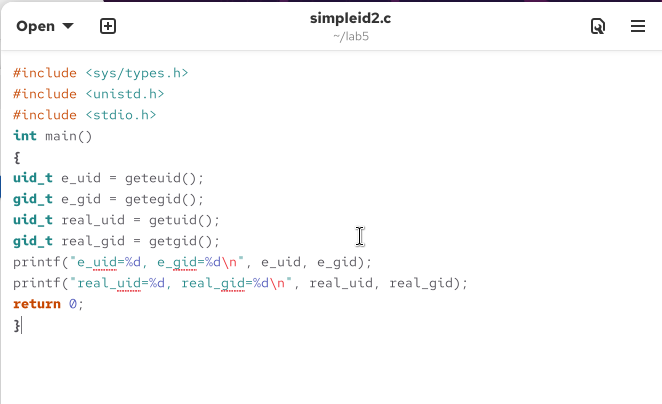 Open
simpleid2.c
~/lab5
#include <sys/types.h>
#include <unistd.h>
#include <stdio.h>
int main()
{
uid_t e_uid = geteuid();
gid_t e_gid = getegid();
uid_t real_uid = getuid();
gid_t real_gid = getgid();
printf("e_uid=%d, e_gid=%d\n", e_uid, e_gid);
printf("real_uid=%d, real_gid=%d\n", real_uid, real_gid);
return 0;
}